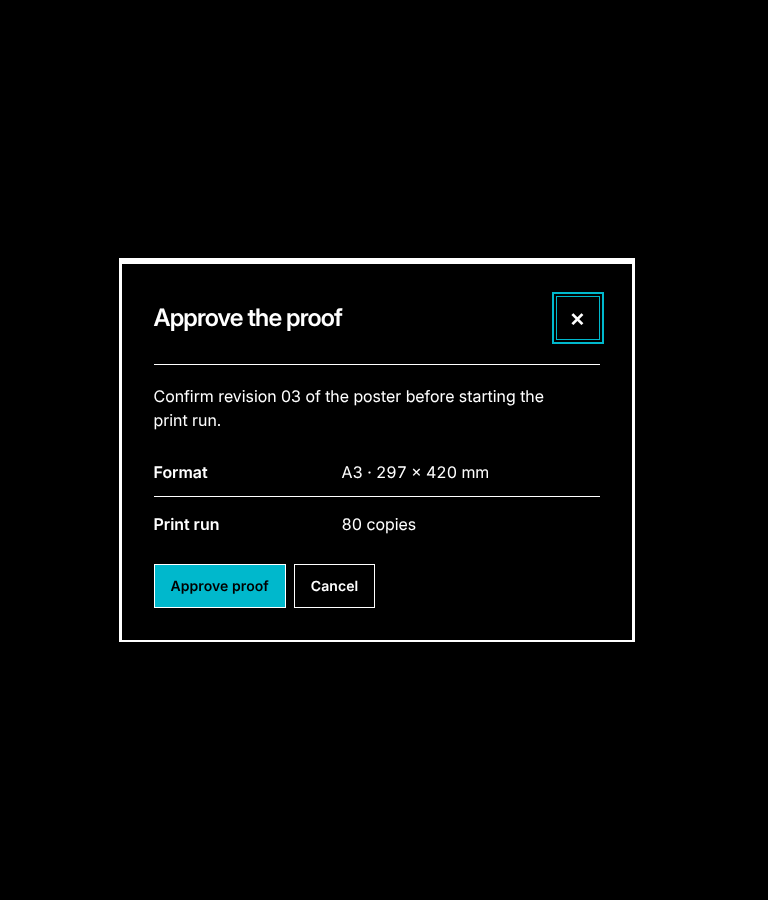 Approve the proof
×
Confirm revision 03 of the poster before starting the
print run.
Format A3 · 297 × 420 mm
Print run 80 copies
Approve proof Cancel